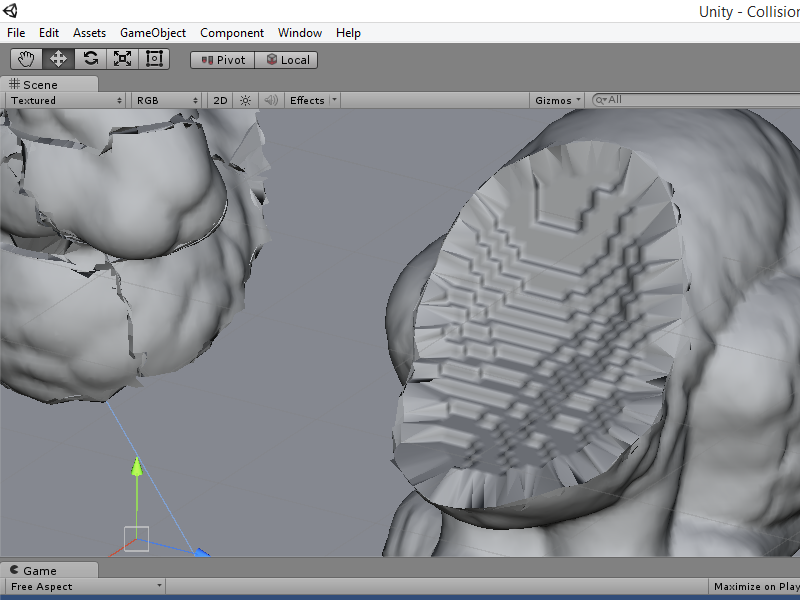 Unity - Collision
File Edit Assets GameObject Component Window Help
Pivot Local
Scene
Textured RGB 2D Effects Gizmos All
Game
Free Aspect Maximize on Play